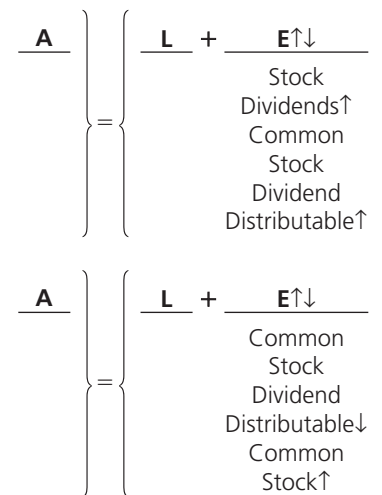 A = L + E↑↓
Stock
Dividends↑
Common
Stock
Dividend
Distributable↑
A = L + E↑↓
Common
Stock
Dividend
Distributable↓
Common
Stock↑